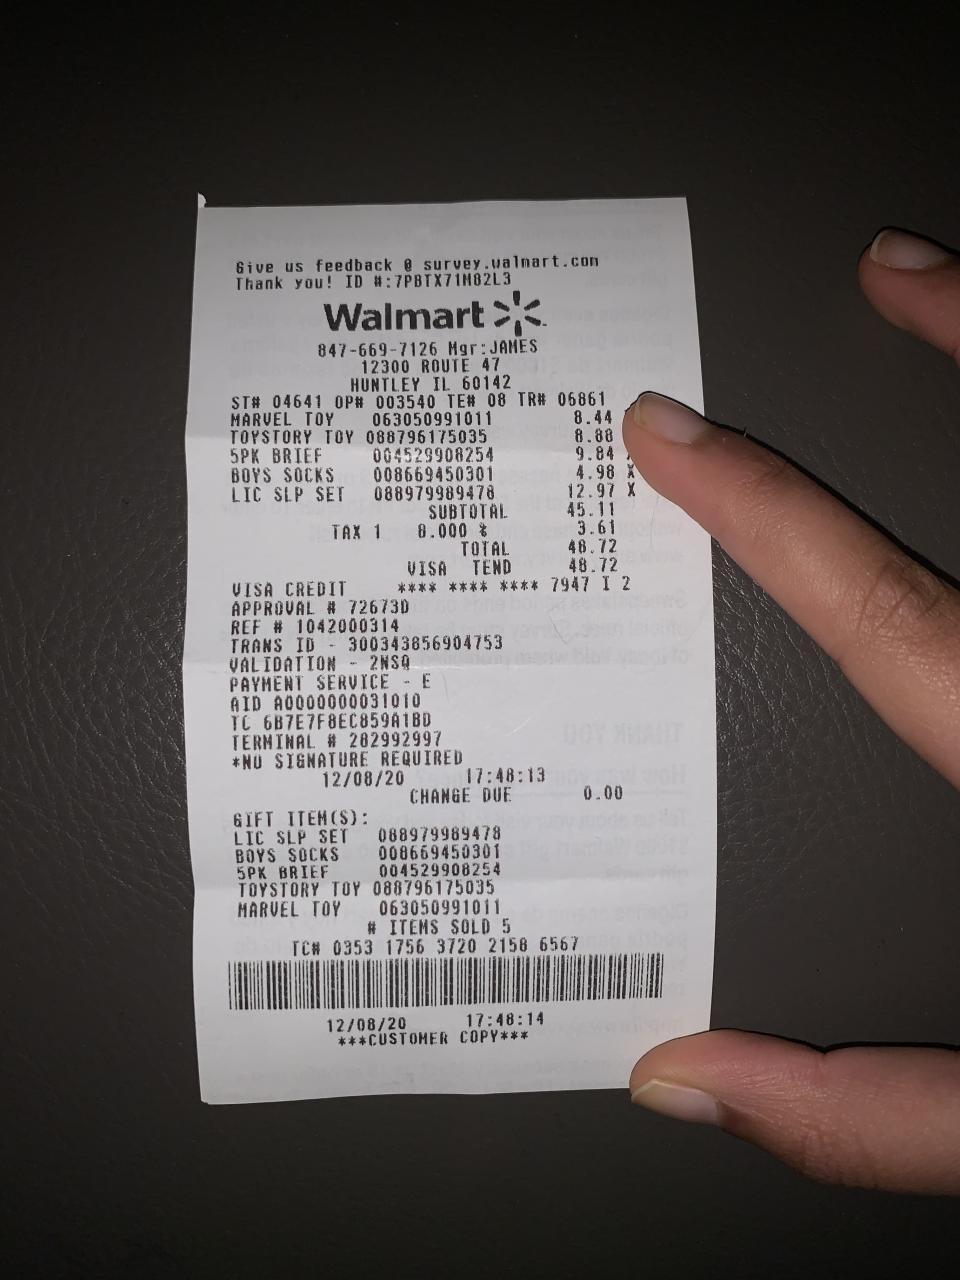 Give us feedback @ survey.walmart.com
Thank you! ID #:7PBTX71M82L3
Walmart
847-669-7126 Mgr:JAMES
12300 ROUTE 47
HUNTLEY IL 60142
ST# 04641 OP# 003540 TE# 08 TR# 06861
MARVEL TOY 063050991011 8.44
TOYSTORY TOY 088796175035 8.88
5PK BRIEF 004529908254 9.84
BOYS SOCKS 008669450301 4.98 X
LIC SLP SET 088979989478 12.97 X
SUBTOTAL 45.11
TAX 1 8.000 % 3.61
TOTAL 48.72
VISA TEND 48.72
VISA CREDIT **** **** **** 7947 I 2
APPROVAL # 72673D
REF # 1042000314
TRANS ID - 300343856904753
VALIDATION - 2NSQ
PAYMENT SERVICE - E
AID A0000000031010
TC 6B7E7F8EC859A1BD
TERMINAL # 282992997
*NO SIGNATURE REQUIRED
12/08/20 17:48:13
CHANGE DUE 0.00
GIFT ITEM(S):
LIC SLP SET 088979989478
BOYS SOCKS 008669450301
5PK BRIEF 004529908254
TOYSTORY TOY 088796175035
MARVEL TOY 063050991011
# ITEMS SOLD 5
TC# 0353 1756 3720 2158 6567
12/08/20 17:48:14
***CUSTOMER COPY***